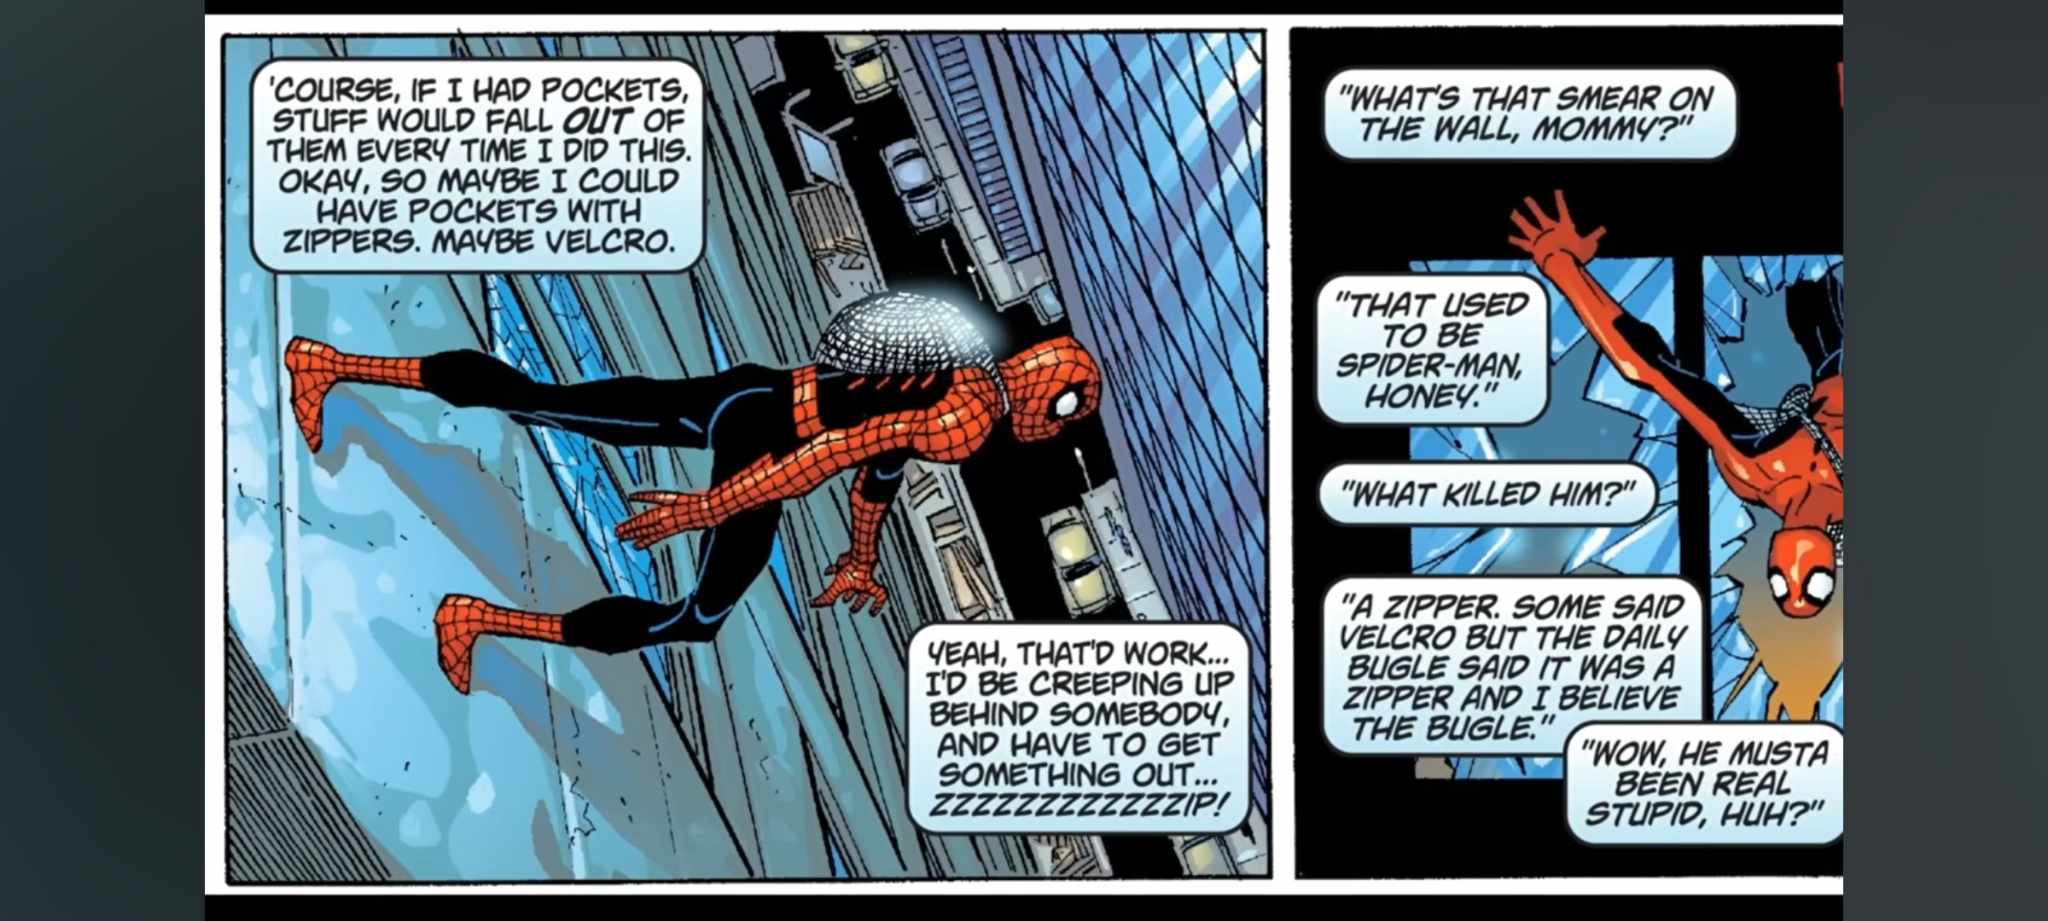 'COURSE, IF I HAD POCKETS,
STUFF WOULD FALL OUT OF
THEM EVERY TIME I DID THIS.
OKAY, SO MAYBE I COULD
HAVE POCKETS WITH
ZIPPERS. MAYBE VELCRO.
YEAH, THAT'D WORK...
I'D BE CREEPING UP
BEHIND SOMEBODY,
AND HAVE TO GET
SOMETHING OUT...
ZZZZZZZZZZZZZIP!
"WHAT'S THAT SMEAR ON
THE WALL, MOMMY?"
"THAT USED
TO BE
SPIDER-MAN,
HONEY."
"WHAT KILLED HIM?"
"A ZIPPER. SOME SAID
VELCRO BUT THE DAILY
BUGLE SAID IT WAS A
ZIPPER AND I BELIEVE
THE BUGLE."
"WOW, HE MUSTA
BEEN REAL
STUPID, HUH?"